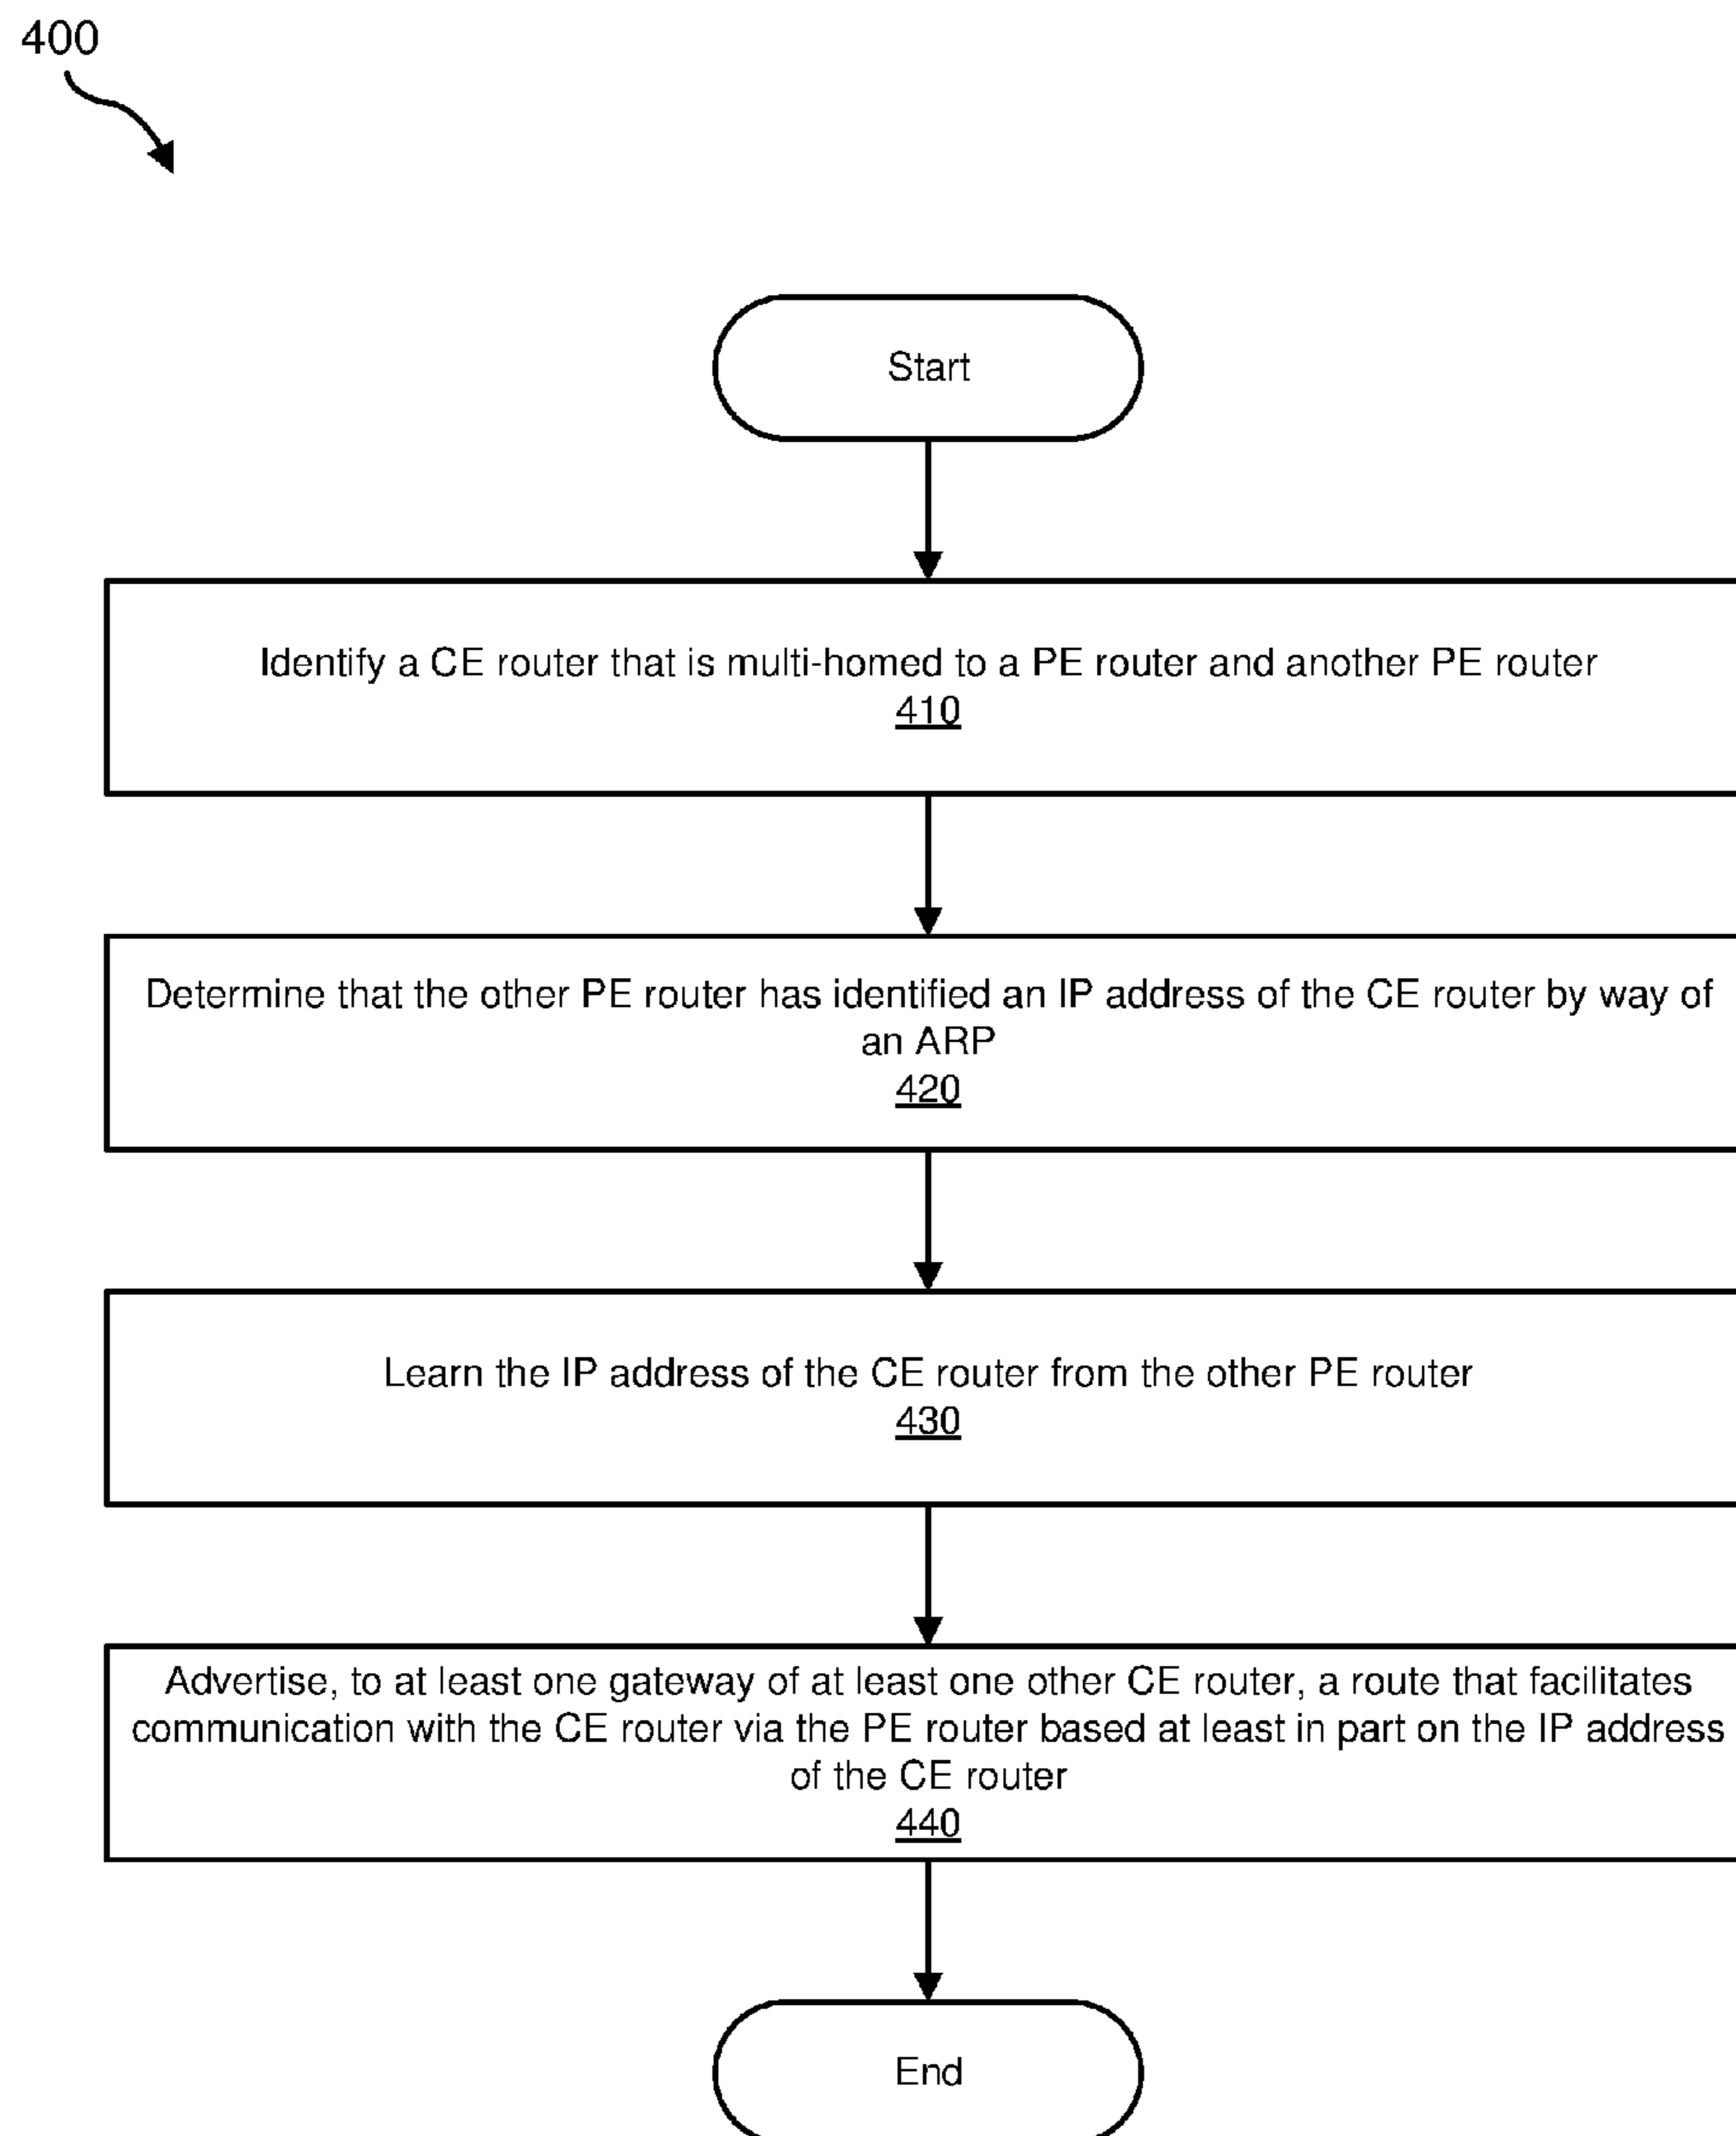 400
Start
Identify a CE router that is multi-homed to a PE router and another PE router
410
Determine that the other PE router has identified an IP address of the CE router by way of
an ARP
420
Learn the IP address of the CE router from the other PE router
430
Advertise, to at least one gateway of at least one other CE router, a route that facilitates
communication with the CE router via the PE router based at least in part on the IP address
of the CE router
440
End